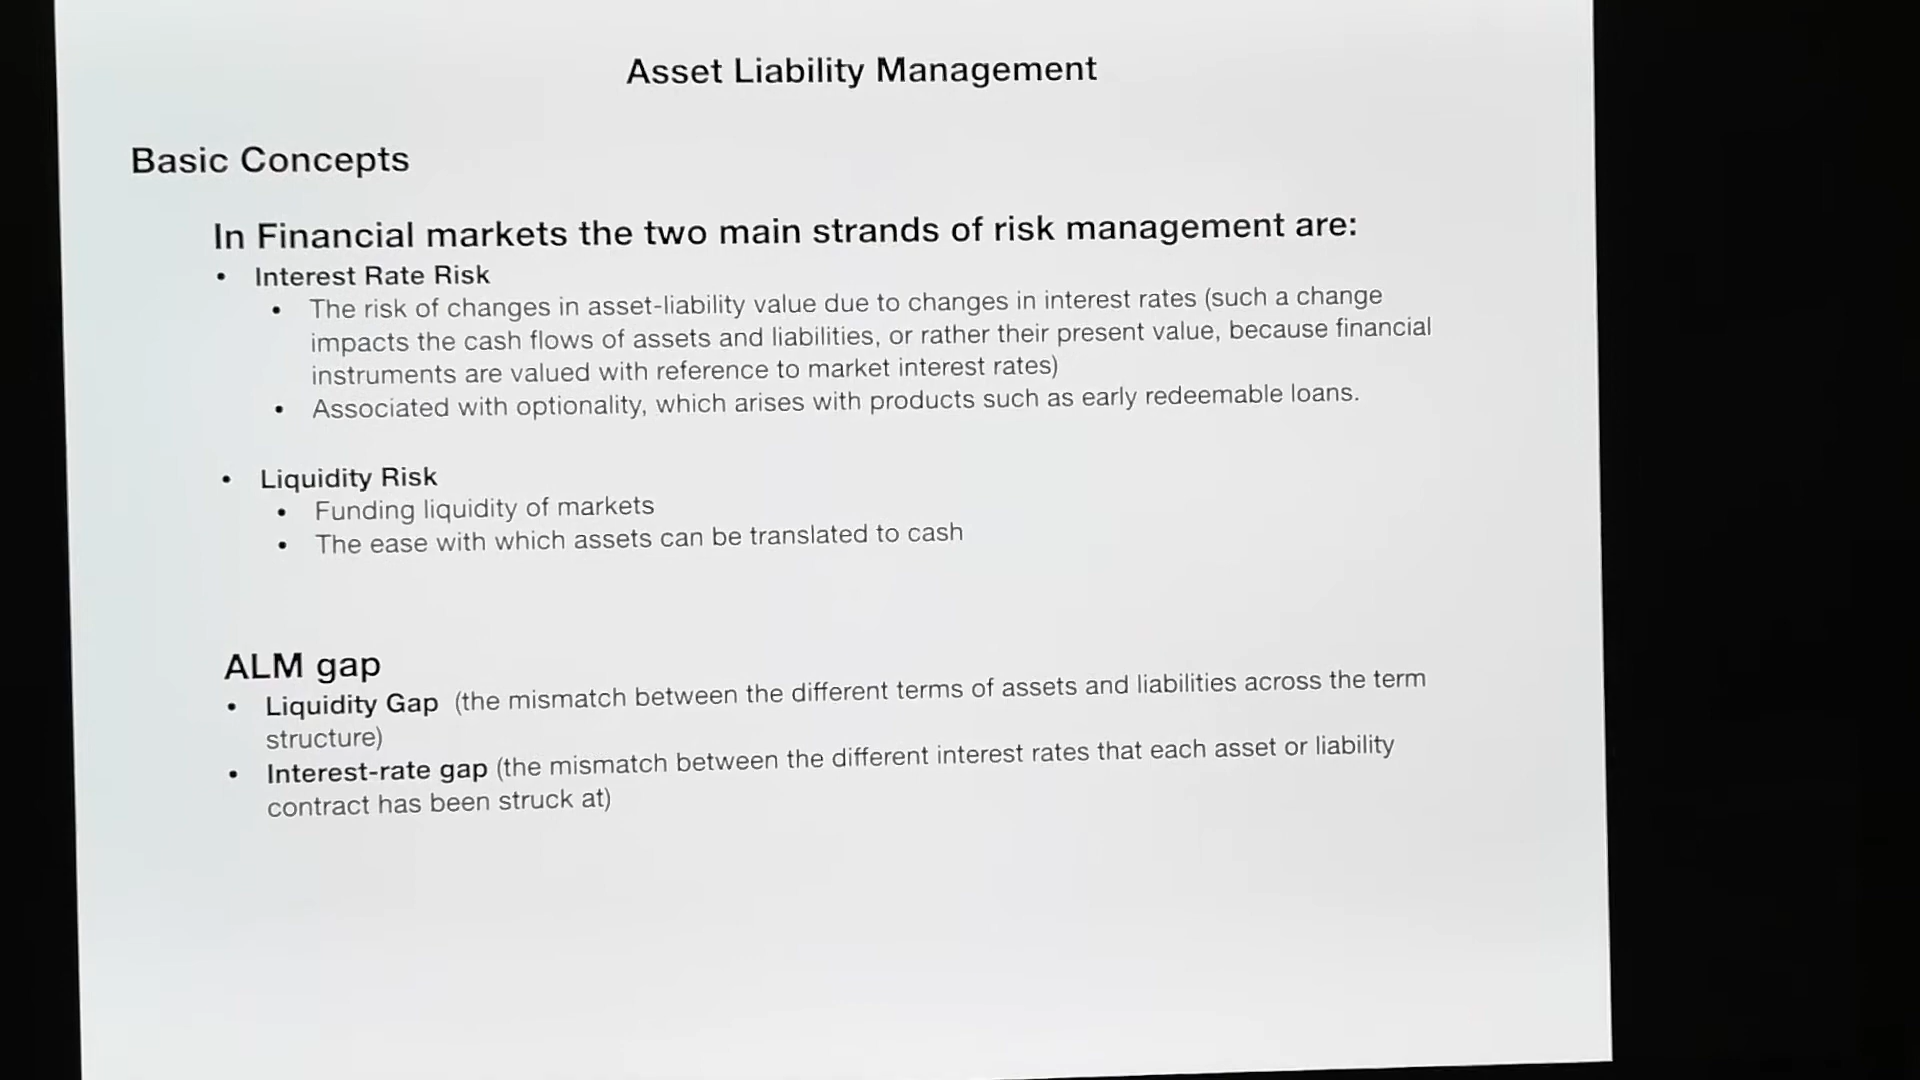 Asset Liability Management
Basic Concepts
In Financial markets the two main strands of risk management are:
• Interest Rate Risk
• The risk of changes in asset-liability value due to changes in interest rates (such a change
impacts the cash flows of assets and liabilities, or rather their present value, because financial
instruments are valued with reference to market interest rates)
• Associated with optionality, which arises with products such as early redeemable loans.
• Liquidity Risk
• Funding liquidity of markets
• The ease with which assets can be translated to cash
ALM gap
• Liquidity Gap (the mismatch between the different terms of assets and liabilities across the term
structure)
• Interest-rate gap (the mismatch between the different interest rates that each asset or liability
contract has been struck at)